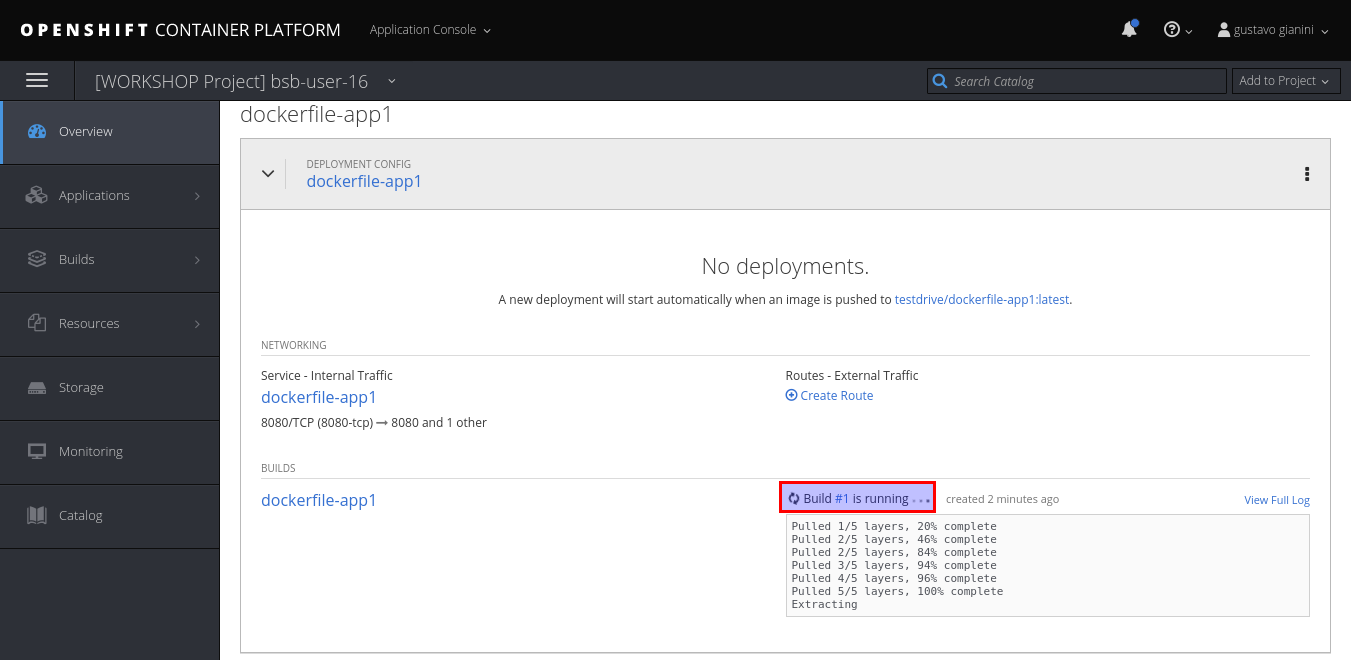 OPENSHIFT CONTAINER PLATFORM
Application Console
gustavo gianini
[WORKSHOP Project] bsb-user-16
Search Catalog
Add to Project
Overview
Applications
Builds
Resources
Storage
Monitoring
Catalog
dockerfile-app1
DEPLOYMENT CONFIG
dockerfile-app1
No deployments.
A new deployment will start automatically when an image is pushed to testdrive/dockerfile-app1:latest.
NETWORKING
Service - Internal Traffic
dockerfile-app1
8080/TCP (8080-tcp) → 8080 and 1 other
Routes - External Traffic
Create Route
BUILDS
dockerfile-app1
Build #1 is running ... created 2 minutes ago
View Full Log
Pulled 1/5 layers, 20% complete
Pulled 2/5 layers, 46% complete
Pulled 2/5 layers, 84% complete
Pulled 3/5 layers, 94% complete
Pulled 4/5 layers, 96% complete
Pulled 5/5 layers, 100% complete
Extracting